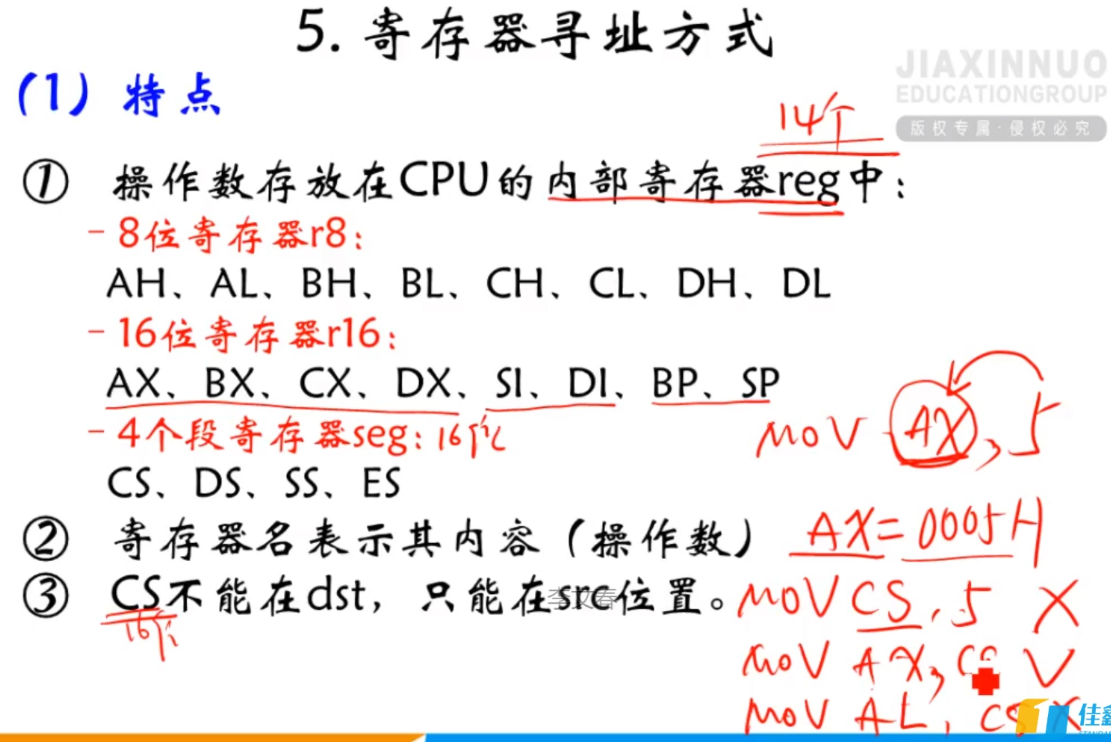 5. 寄存器寻址方式
JIAXINNUO
EDUCATIONGROUP
版权专属·侵权必究
(1) 特点
14个
① 操作数存放在CPU的内部寄存器reg中：
- 8位寄存器r8：
AH、AL、BH、BL、CH、CL、DH、DL
- 16位寄存器r16：
AX、BX、CX、DX、SI、DI、BP、SP
MOV AX, 5
- 4个段寄存器seg: 16位
CS、DS、SS、ES
② 寄存器名表示其内容（操作数）
AX=0005H
③ CS不能在dst，只能在src位置。
MOV CS, 5 X
16位
MOV AX, CS V
MOV AL, CS X
佳鑫